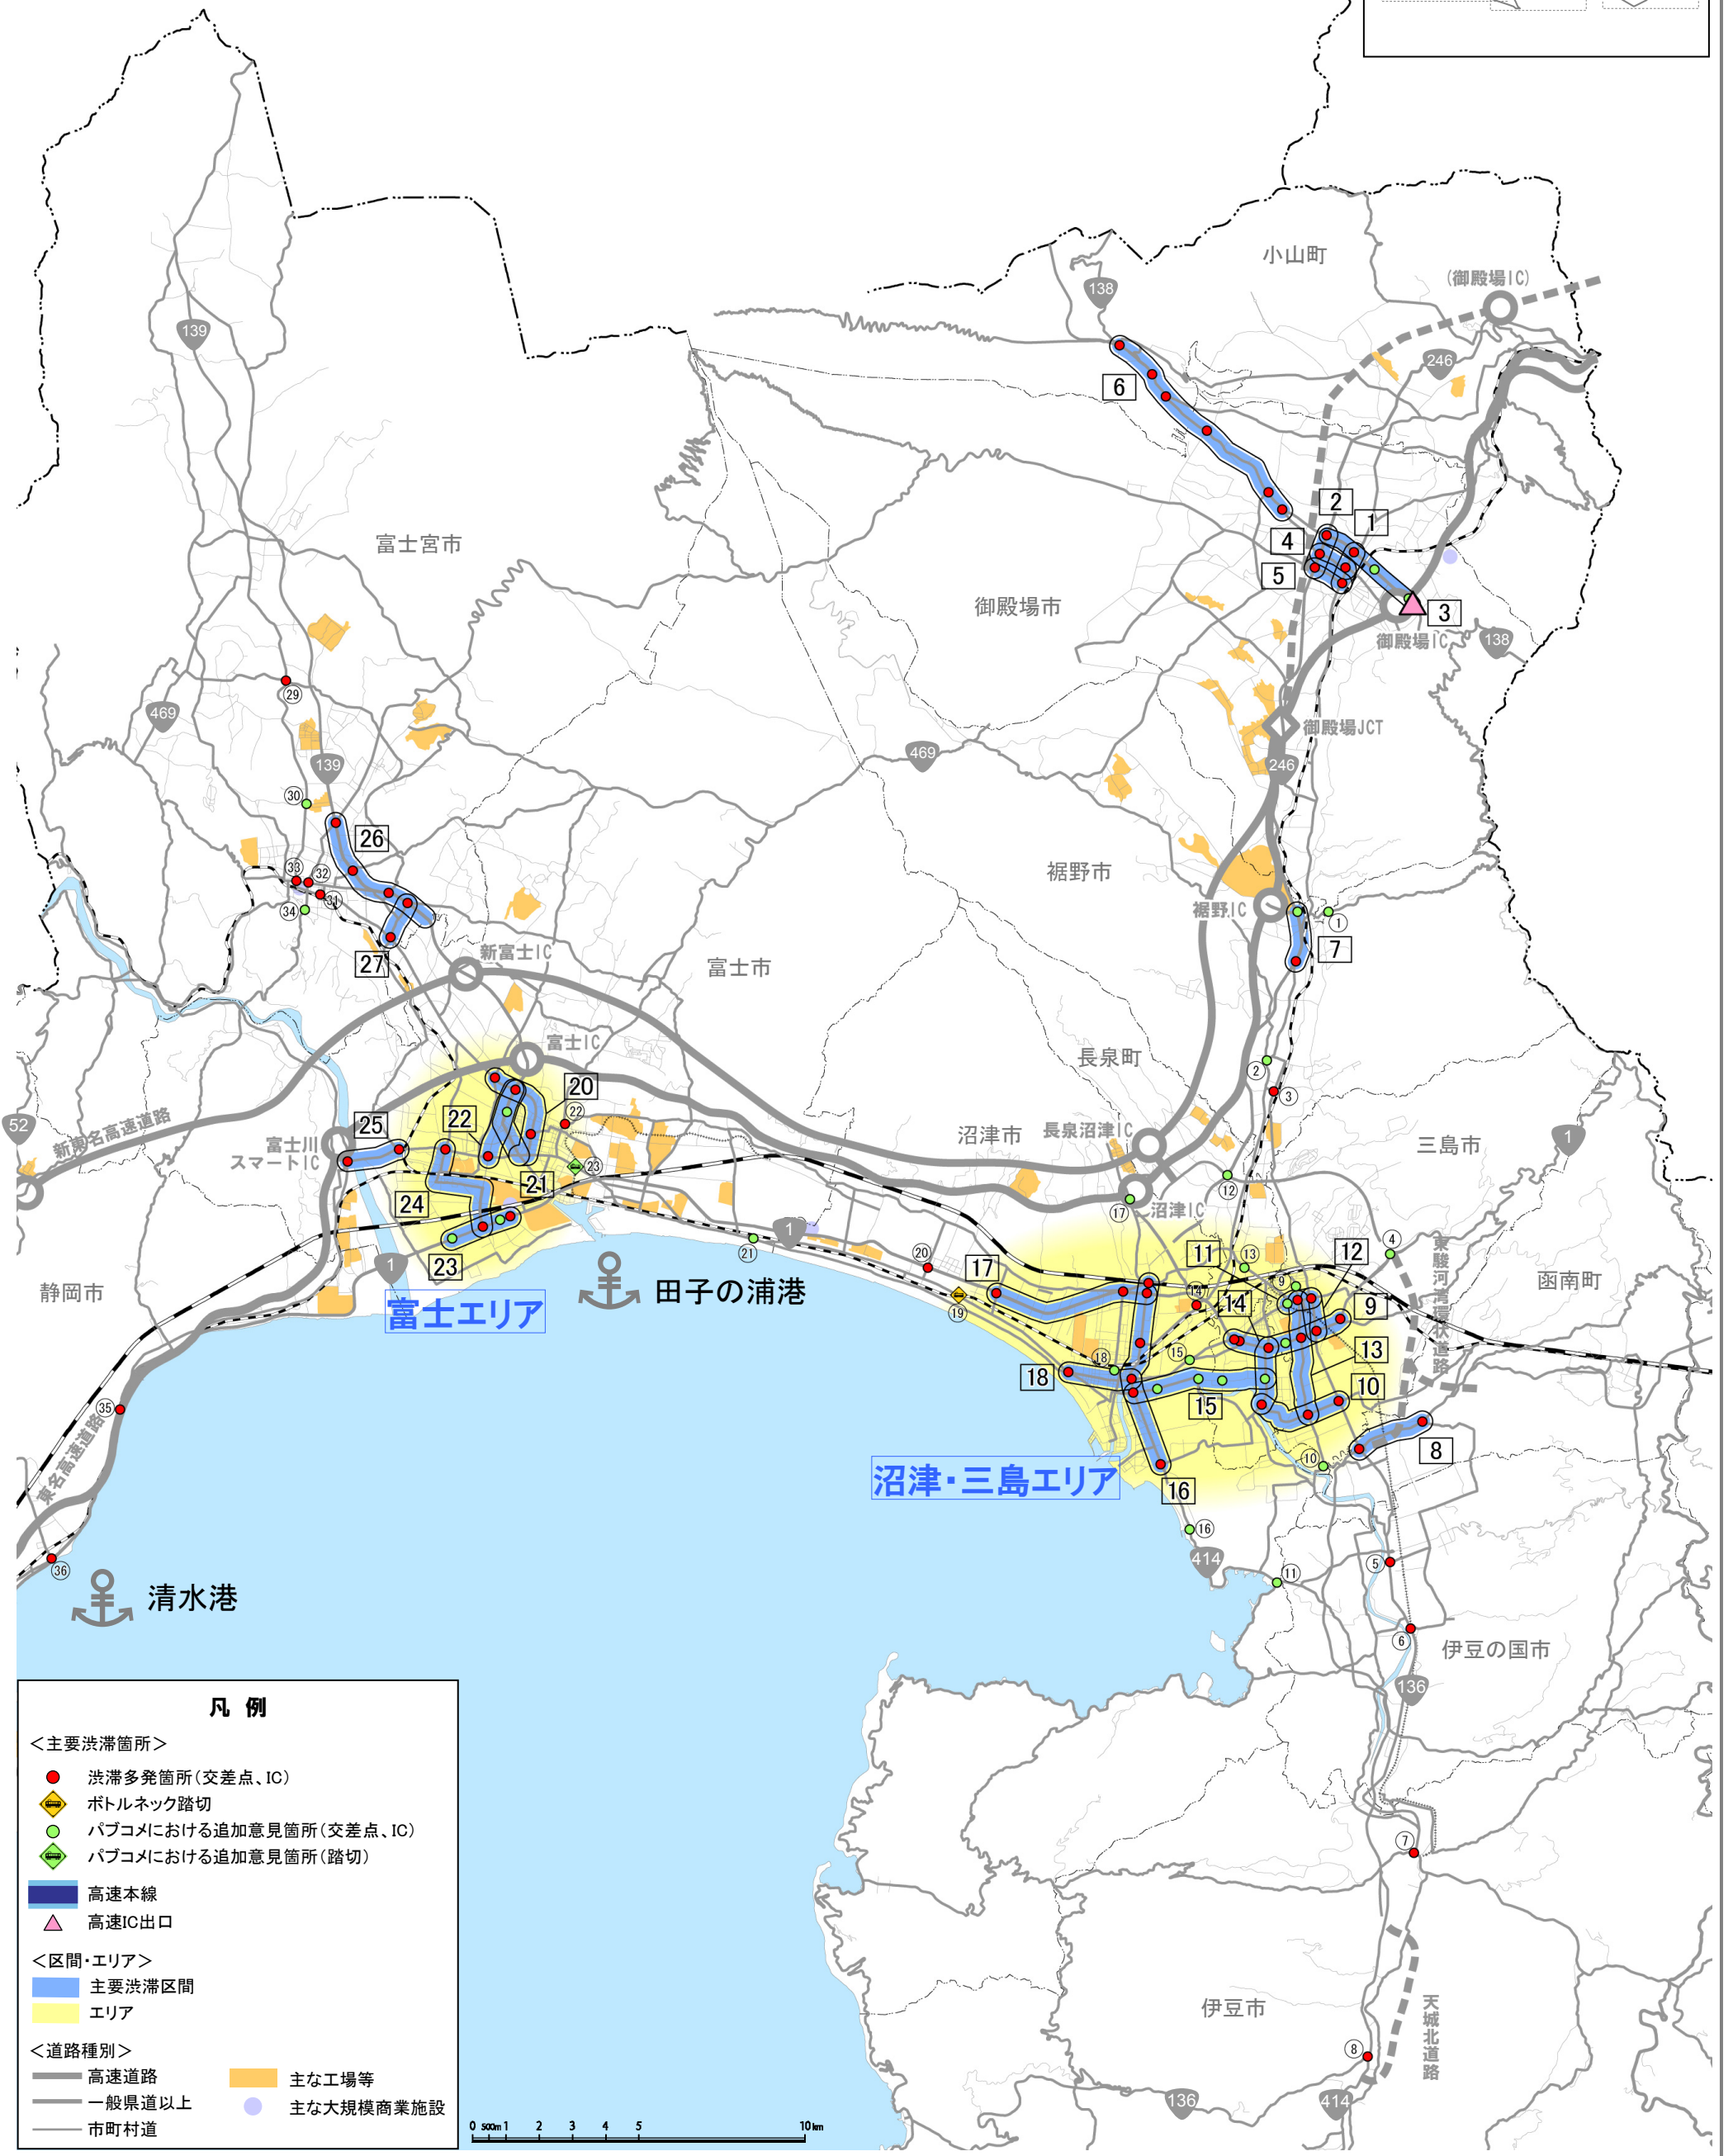 小山町
(御殿場IC)
138
139
246
6
2
1
4
5
3
富士宮市
御殿場市
御殿場IC
138
29
469
139
469
御殿場JCT
246
30
26
33
32
31
34
27
裾野市
裾野IC
1
7
新富士IC
富士市
富士IC
長泉町
2
3
20
22
22
25
52
新東名高速道路
富士川
スマートIC
沼津市
長泉沼津IC
三島市
1
23
21
24
12
17
沼津IC
1
21
23
1
20
17
19
11
13
12
4
9
14
14
9
東駿河湾環状道路
函南町
静岡市
富士エリア
田子の浦港
13
15
18
18
15
10
8
10
16
沼津・三島エリア
35
東名高速道路
16
414
5
11
36
清水港
6
伊豆の国市
136
7
伊豆市
天城北道路
8
136
414
凡 例
＜主要渋滞箇所＞
渋滞多発箇所(交差点、IC)
ボトルネック踏切
パブコメにおける追加意見箇所(交差点、IC)
パブコメにおける追加意見箇所(踏切)
高速本線
高速IC出口
＜区間・エリア＞
主要渋滞区間
エリア
＜道路種別＞
高速道路
一般県道以上
市町村道
主な工場等
主な大規模商業施設
0 500m 1 2 3 4 5 10km